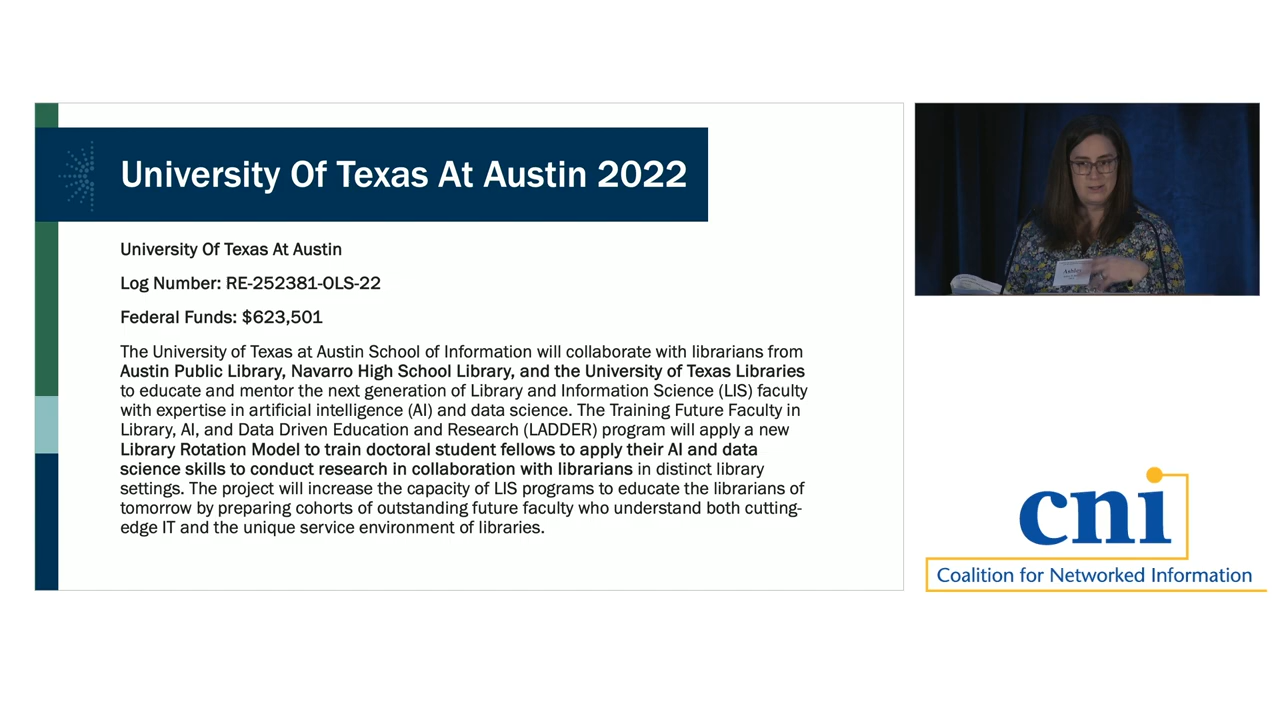 University Of Texas At Austin 2022
University Of Texas At Austin
Log Number: RE-252381-OLS-22
Federal Funds: $623,501
The University of Texas at Austin School of Information will collaborate with librarians from
Austin Public Library, Navarro High School Library, and the University of Texas Libraries
to educate and mentor the next generation of Library and Information Science (LIS) faculty
with expertise in artificial intelligence (AI) and data science. The Training Future Faculty in
Library, AI, and Data Driven Education and Research (LADDER) program will apply a new
Library Rotation Model to train doctoral student fellows to apply their AI and data
science skills to conduct research in collaboration with librarians in distinct library
settings. The project will increase the capacity of LIS programs to educate the librarians of
tomorrow by preparing cohorts of outstanding future faculty who understand both cutting-
edge IT and the unique service environment of libraries.
Ashley
cni
Coalition for Networked Information